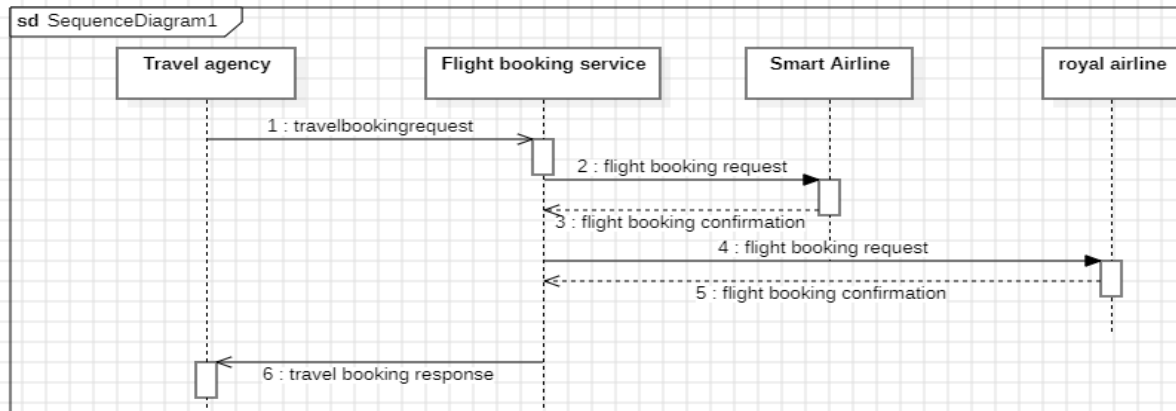 sd SequenceDiagram1
Travel agency
Flight booking service
Smart Airline
royal airline
1 : travelbookingrequest
2 : flight booking request
3 : flight booking confirmation
4 : flight booking request
5 : flight booking confirmation
6 : travel booking response